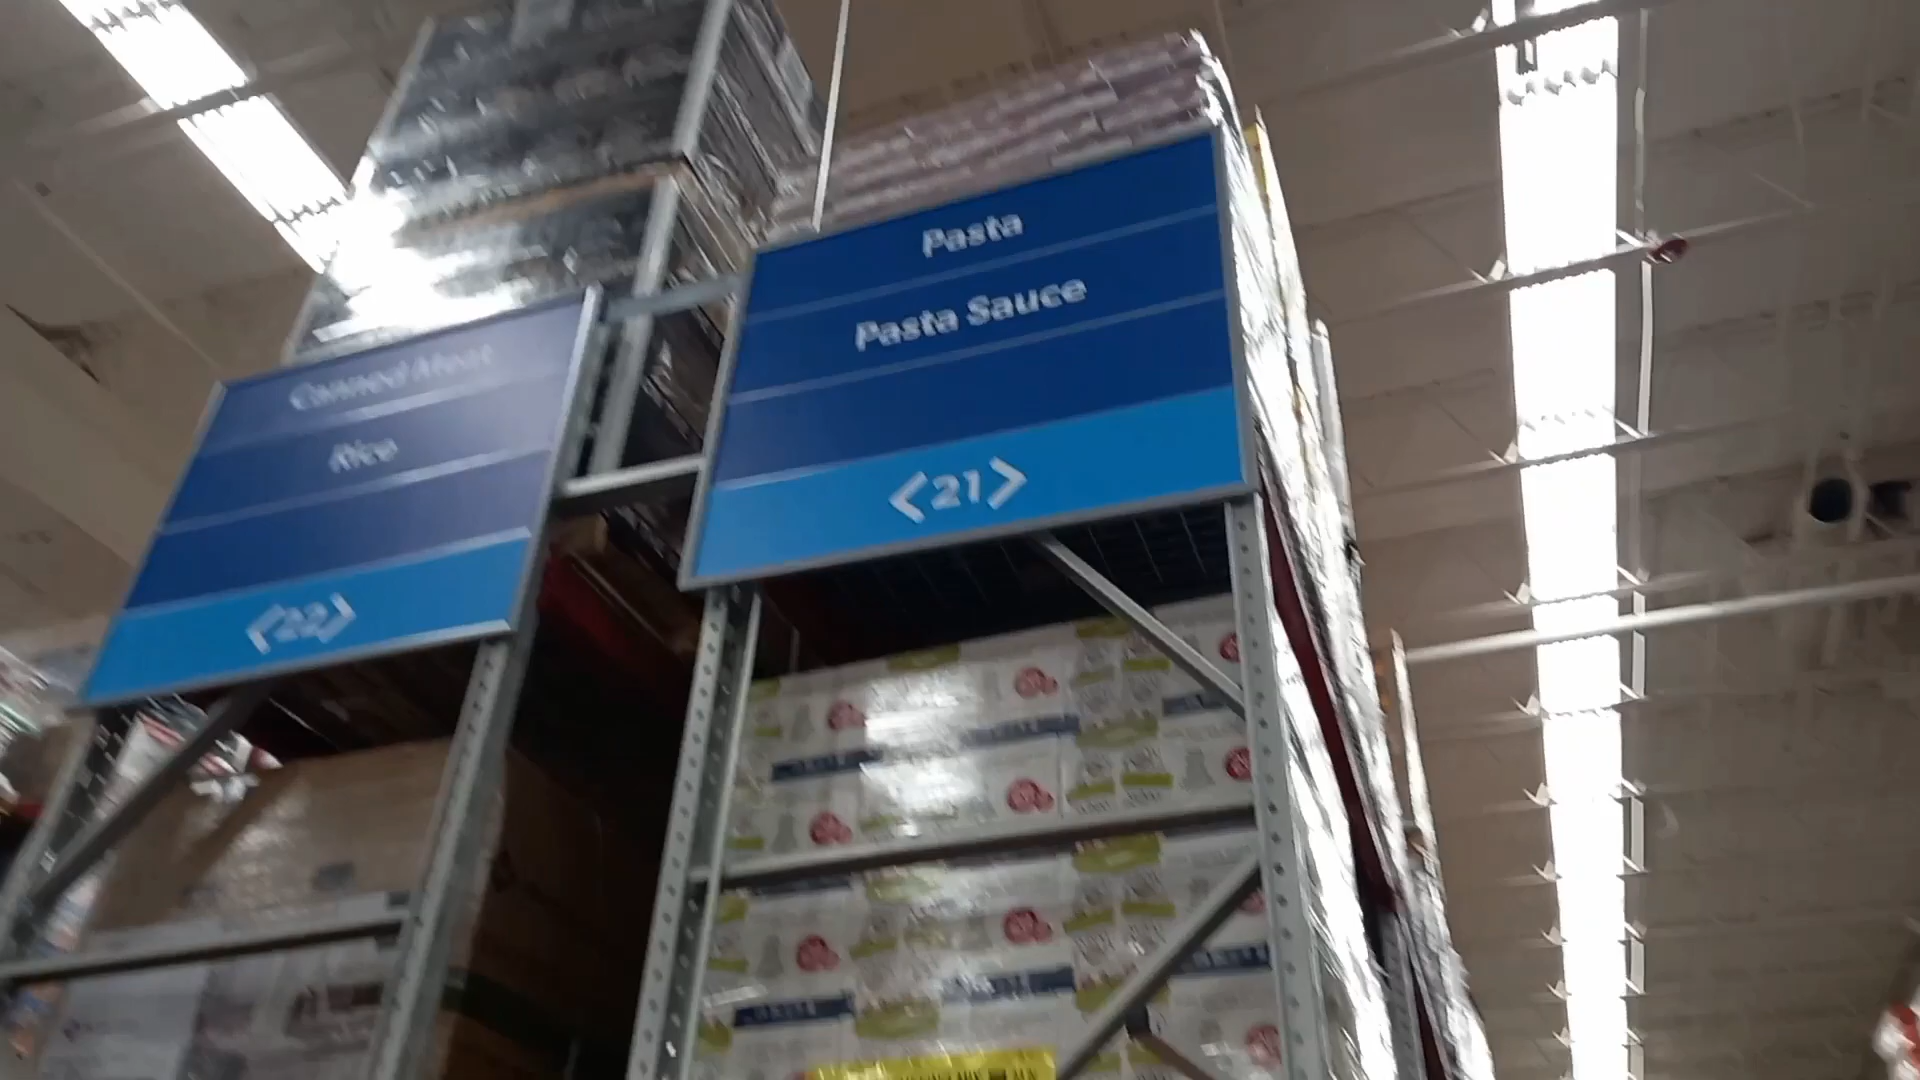 Canned Meat
Rice
<22>
Pasta
Pasta Sauce
<21>